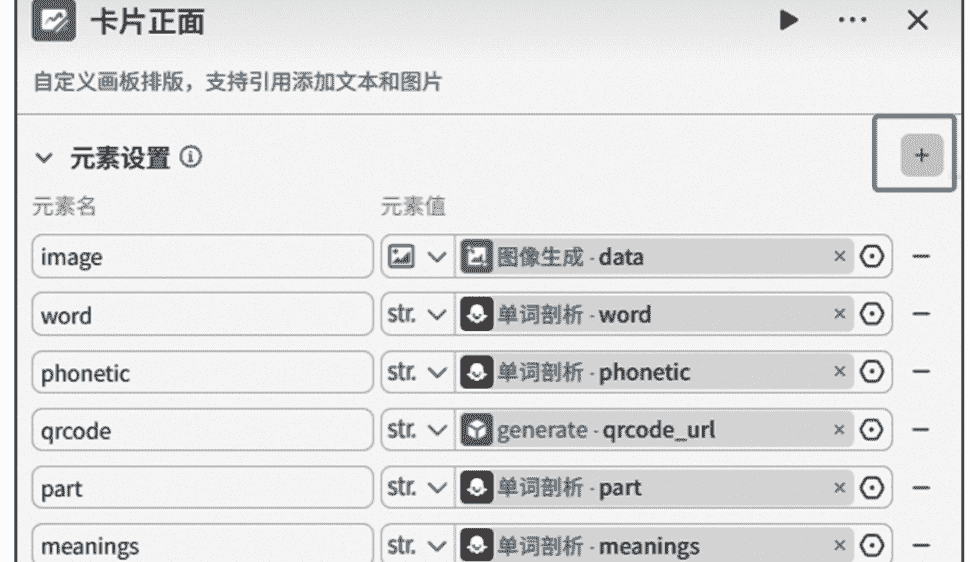 卡片正面
自定义画板排版，支持引用添加文本和图片
元素设置
元素名 元素值
image 图像生成 - data
word str. 单词剖析 - word
phonetic str. 单词剖析 - phonetic
qrcode str. generate - qrcode_url
part str. 单词剖析 - part
meanings str. 单词剖析 - meanings